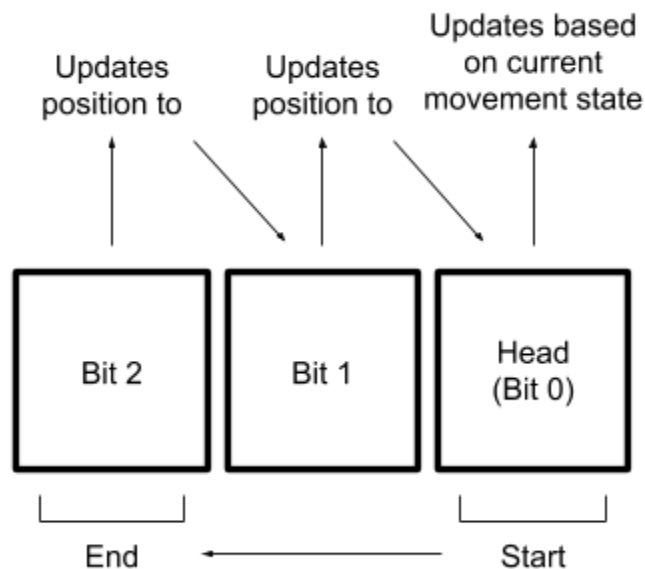 Updates
position to
Updates
position to
Updates based
on current
movement state
Bit 2
Bit 1
Head
(Bit 0)
End
Start